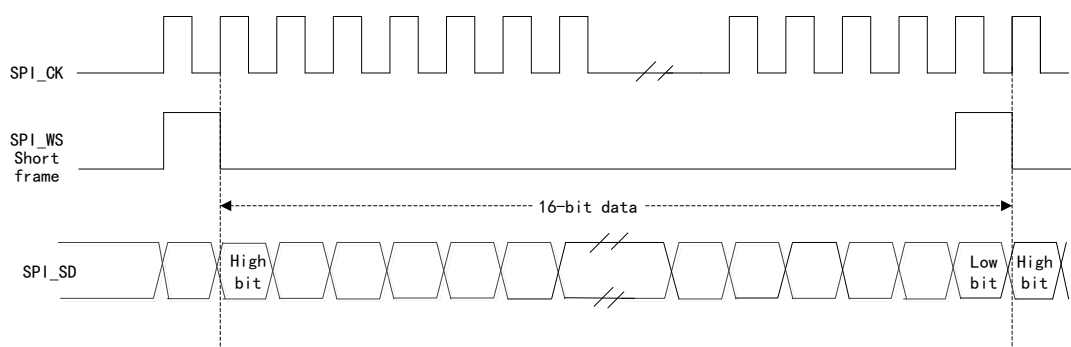 SPI_CK
SPI_WS
Short
frame
16-bit data
SPI_SD
High
bit
Low
bit
High
bit